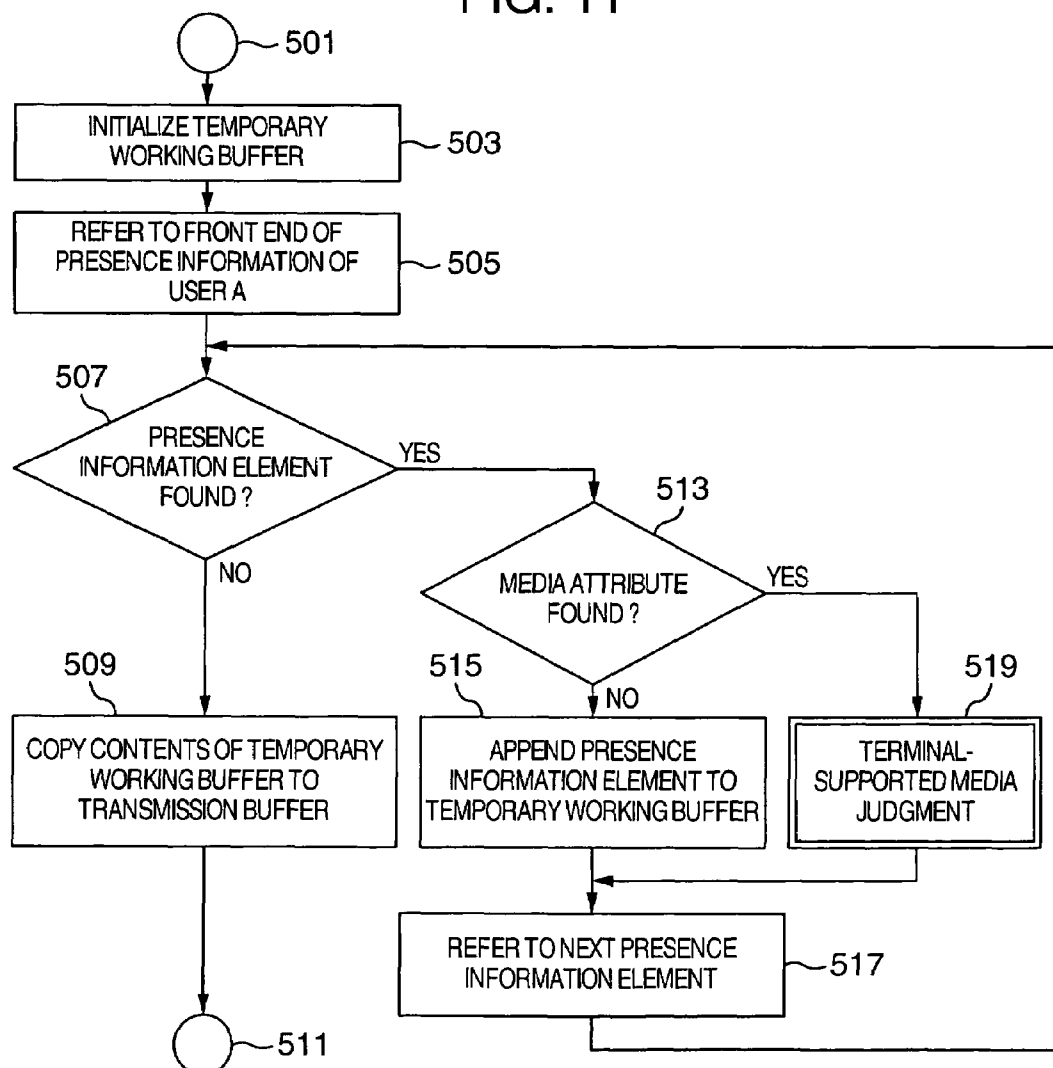 501
INITIALIZE TEMPORARY
WORKING BUFFER
503
REFER TO FRONT END OF
PRESENCE INFORMATION OF
USER A
505
507
PRESENCE
INFORMATION ELEMENT
FOUND ?
YES
NO
513
MEDIA ATTRIBUTE
FOUND ?
YES
NO
509
COPY CONTENTS OF TEMPORARY
WORKING BUFFER TO
TRANSMISSION BUFFER
515
APPEND PRESENCE
INFORMATION ELEMENT TO
TEMPORARY WORKING BUFFER
519
TERMINAL-
SUPPORTED MEDIA
JUDGMENT
REFER TO NEXT PRESENCE
INFORMATION ELEMENT
517
511